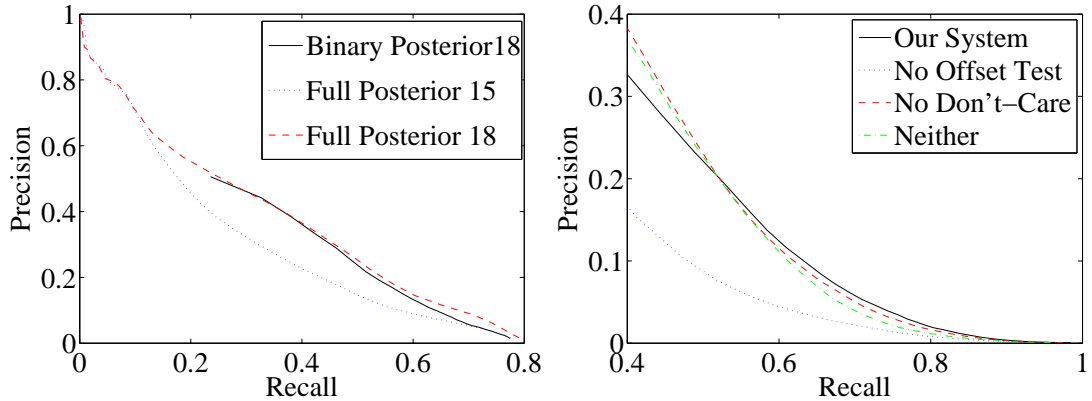 1
0.8
0.6
0.4
0.2
0
Precision
0
0.2
0.4
0.6
0.8
Recall
Binary Posterior18
Full Posterior 15
Full Posterior 18
0.4
0.3
0.2
0.1
0
Precision
0.4
0.6
0.8
1
Recall
Our System
No Offset Test
No Don't−Care
Neither